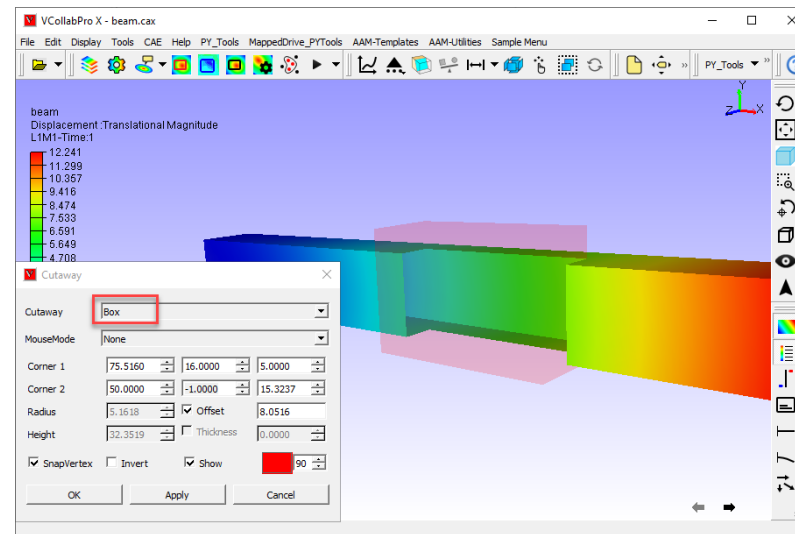 VCollabPro X - beam.cax
File Edit Display Tools CAE Help PY_Tools MappedDrive_PYTools AAM-Templates AAM-Utilities Sample Menu
PY_Tools
Y
Z X
beam
Displacement :Translational Magnitude
L1M1-Time:1
12.241
11.299
10.357
9.416
8.474
7.533
6.591
5.649
4.708
Cutaway
Cutaway Box
MouseMode None
Corner 1 75.5160 16.0000 5.0000
Corner 2 50.0000 -1.0000 15.3237
Radius 5.1618 Offset 8.0516
Height 32.3519 Thickness 0.0000
SnapVertex Invert Show 90
OK Apply Cancel